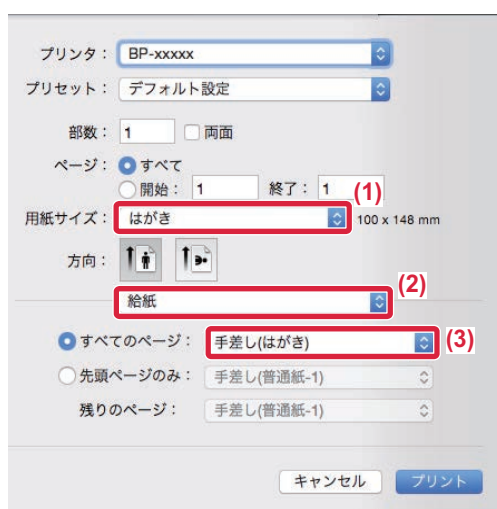 プリンタ： BP-xxxxx
プリセット： デフォルト設定
部数： 1 両面
ページ： すべて
開始： 1 終了： 1
(1)
用紙サイズ： はがき 100 x 148 mm
方向：
(2)
給紙
すべてのページ： 手差し(はがき) (3)
先頭ページのみ： 手差し(普通紙-1)
残りのページ： 手差し(普通紙-1)
キャンセル プリント